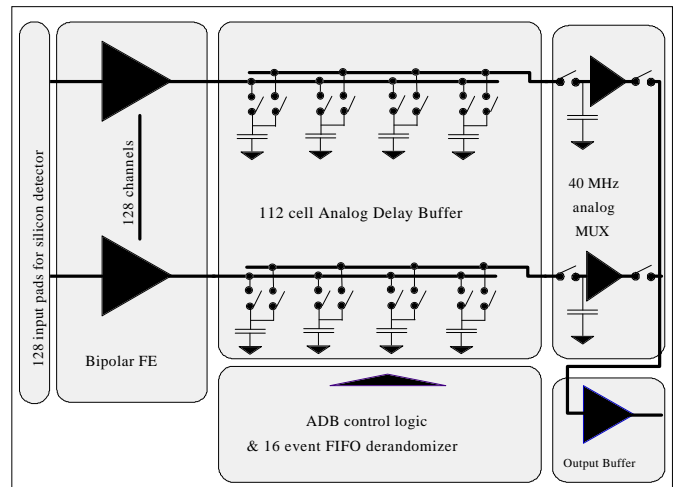 128 input pads for silicon detector
128 channels
Bipolar FE
112 cell Analog Delay Buffer
40 MHz
analog
MUX
ADB control logic
& 16 event FIFO derandomizer
Output Buffer